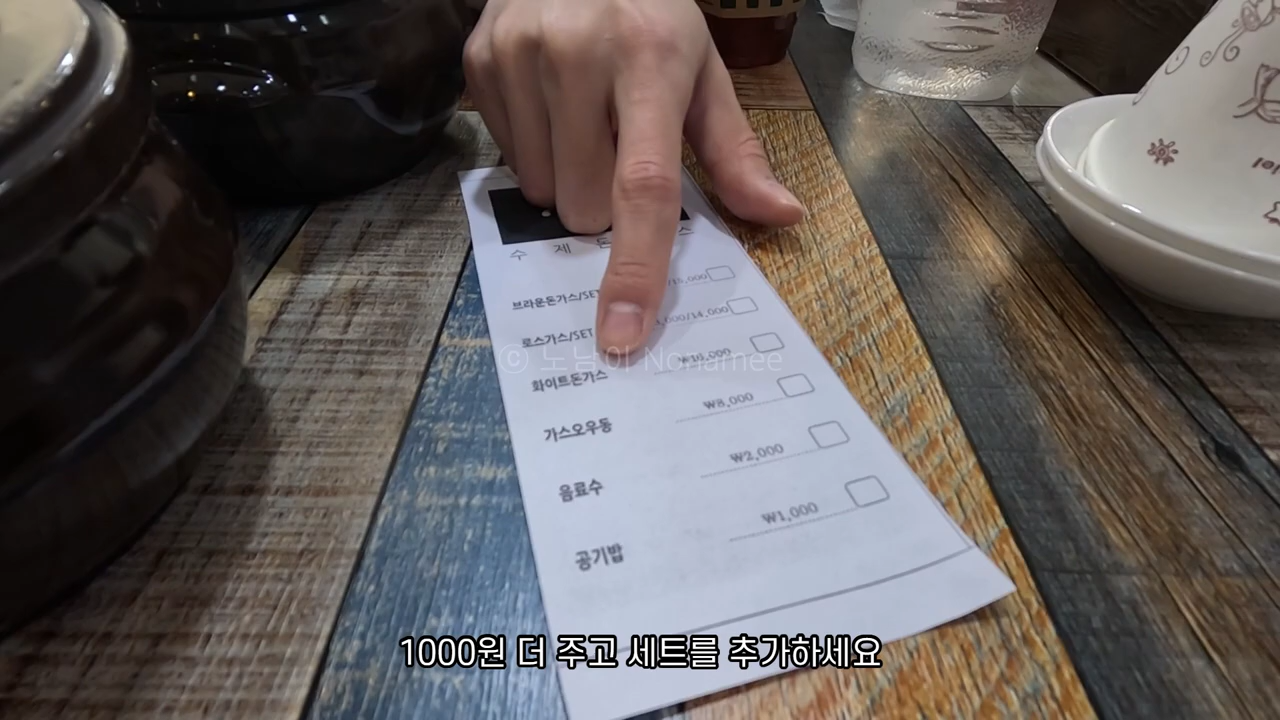 수 제 돈 스
브라운돈가스/SET /15,000
로스가스/SET ,000/14,000
화이트돈가스 ₩10,000
가스오우동 ₩8,000
음료수 ₩2,000
공기밥 ₩1,000
© 노남이 Nonamee
1000원 더 주고 세트를 추가하세요